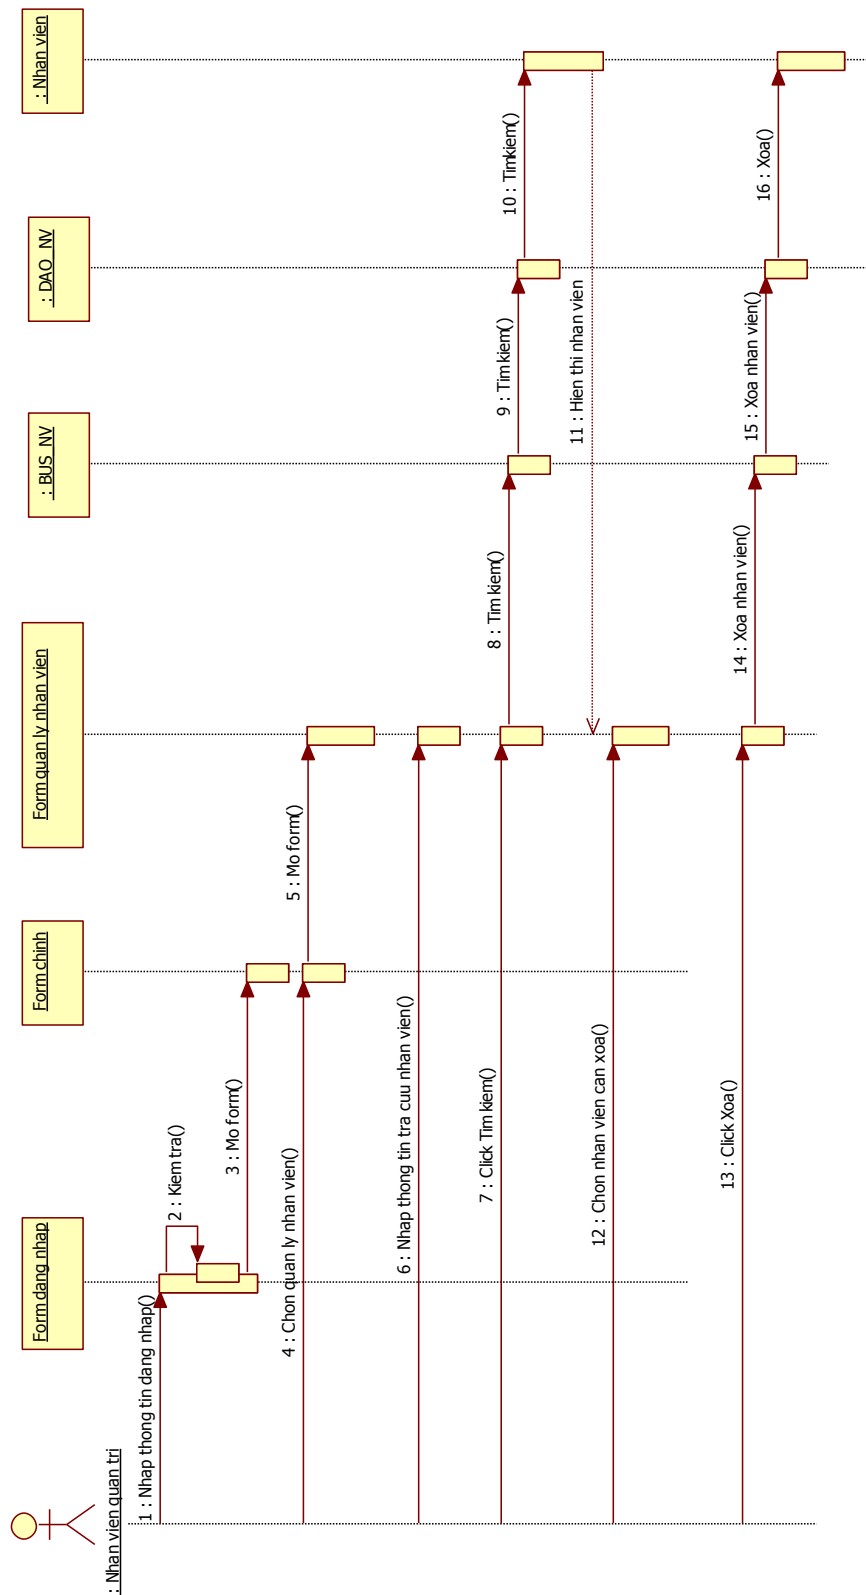 : Nhan vien quan tri
Form dang nhap
Form chinh
Form quan ly nhan vien
: BUS_NV
: DAO_NV
: Nhan vien
1 : Nhap thong tin dang nhap()
2 : Kiem tra()
3 : Mo form()
4 : Chon quan ly nhan vien()
5 : Mo form()
6 : Nhap thong tin tra cuu nhan vien()
7 : Click Tim kiem()
8 : Tim kiem()
9 : Tim kiem()
10 : Timkiem()
11 : Hien thi nhan vien
12 : Chon nhan vien can xoa()
13 : Click Xoa()
14 : Xoa nhan vien()
15 : Xoa nhan vien()
16 : Xoa()